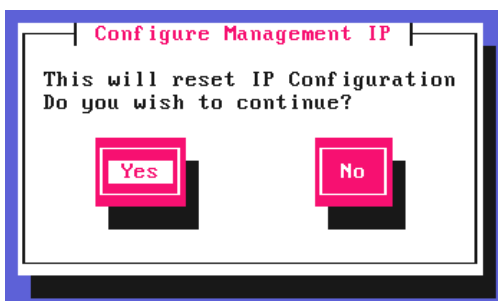 Configure Management IP
This will reset IP Configuration
Do you wish to continue?
Yes No